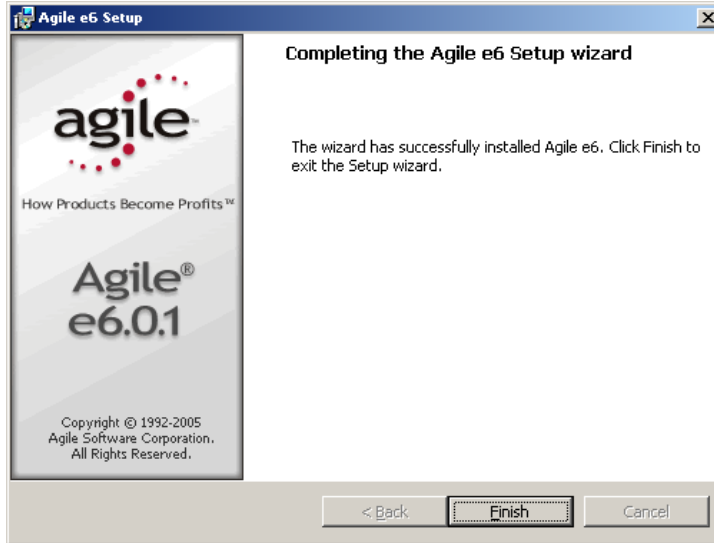 Agile e6 Setup
Completing the Agile e6 Setup wizard
The wizard has successfully installed Agile e6. Click Finish to
exit the Setup wizard.
agile™
How Products Become Profits™
Agile®
e6.0.1
Copyright © 1992-2005
Agile Software Corporation.
All Rights Reserved.
< Back
Finish
Cancel